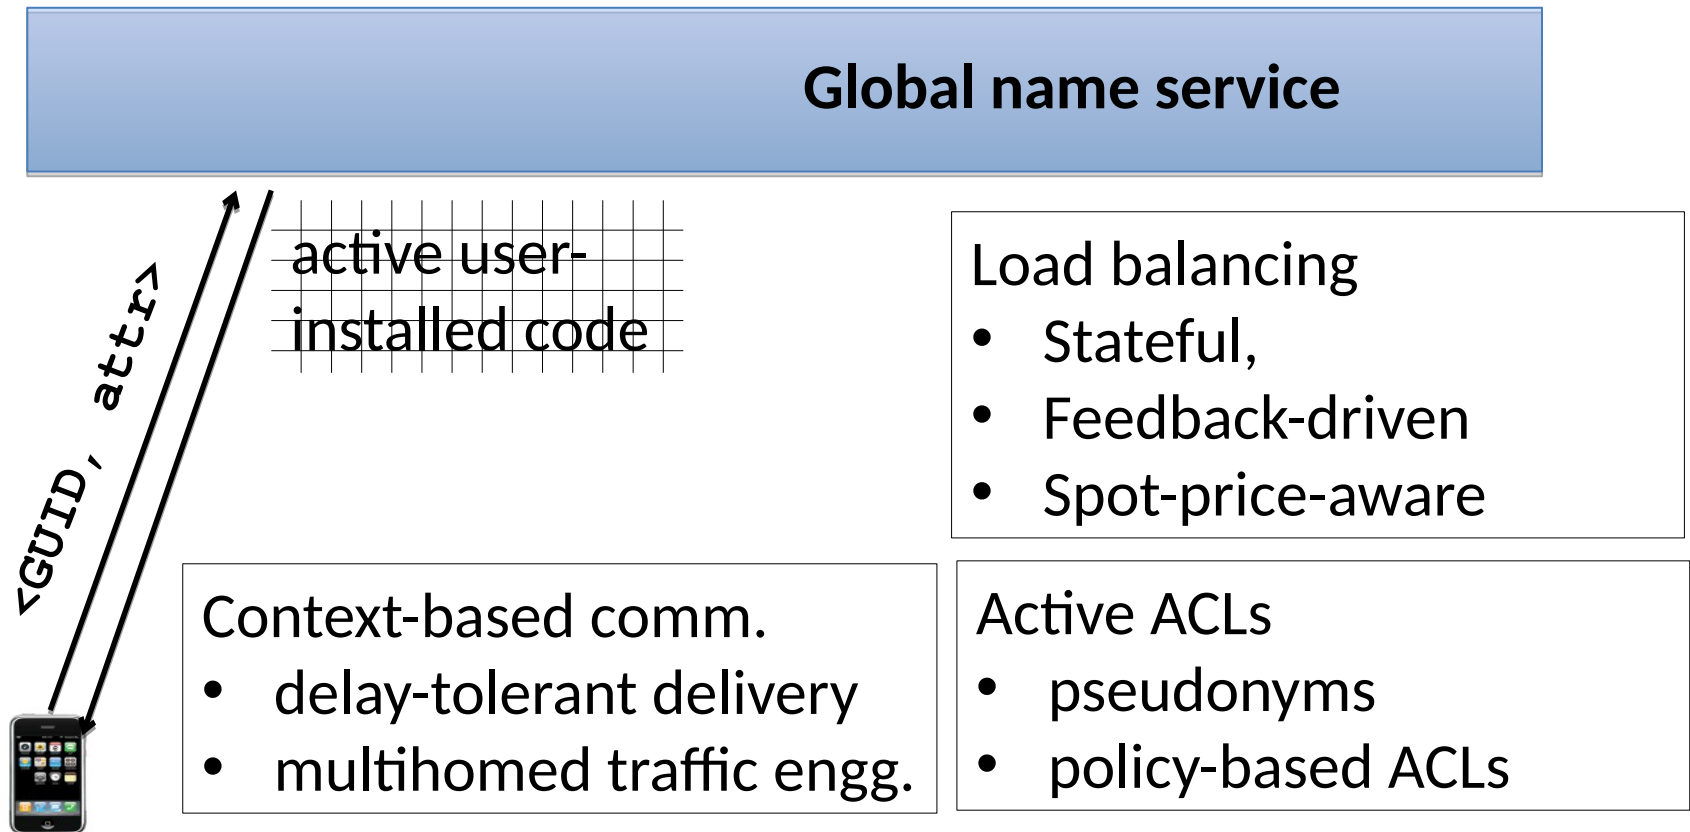 Global name service
<GUID, attr>
active user-
installed code
Load balancing
• Stateful,
• Feedback-driven
• Spot-price-aware
Context-based comm.
• delay-tolerant delivery
• multihomed traffic engg.
Active ACLs
• pseudonyms
• policy-based ACLs